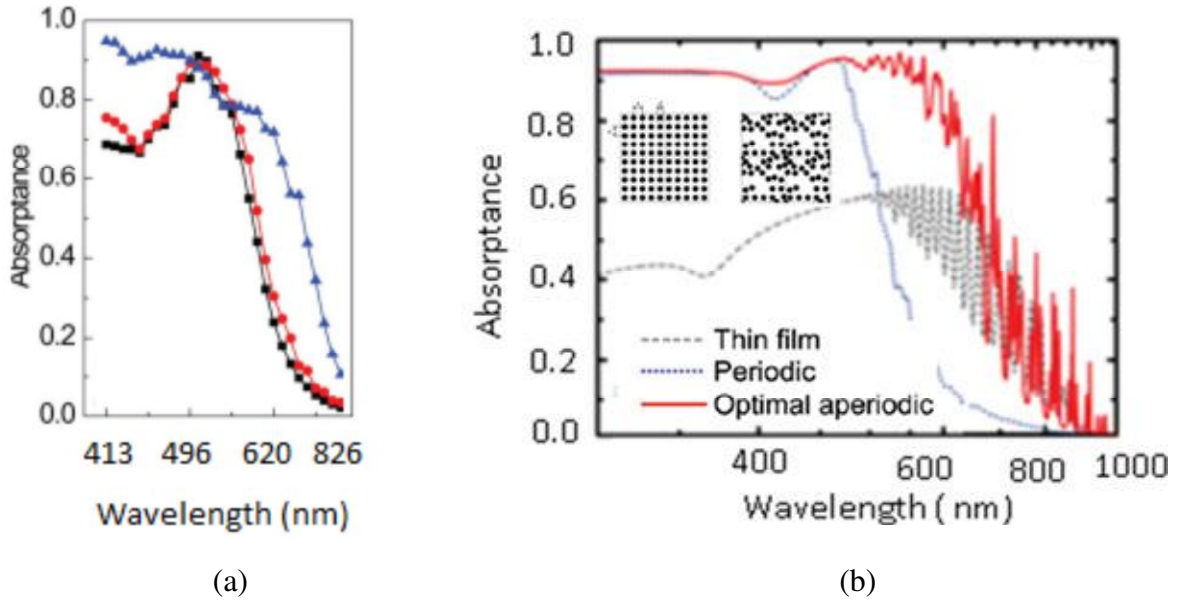 1.0
0.8
0.6
0.4
0.2
0.0
Absorptance
413 496 620 826
Wavelength (nm)
(a)
1.0
0.8
0.6
0.4
0.2
0.0
Absorptance
Thin film
Periodic
Optimal aperiodic
400 600 800 1000
Wavelength ( nm)
(b)